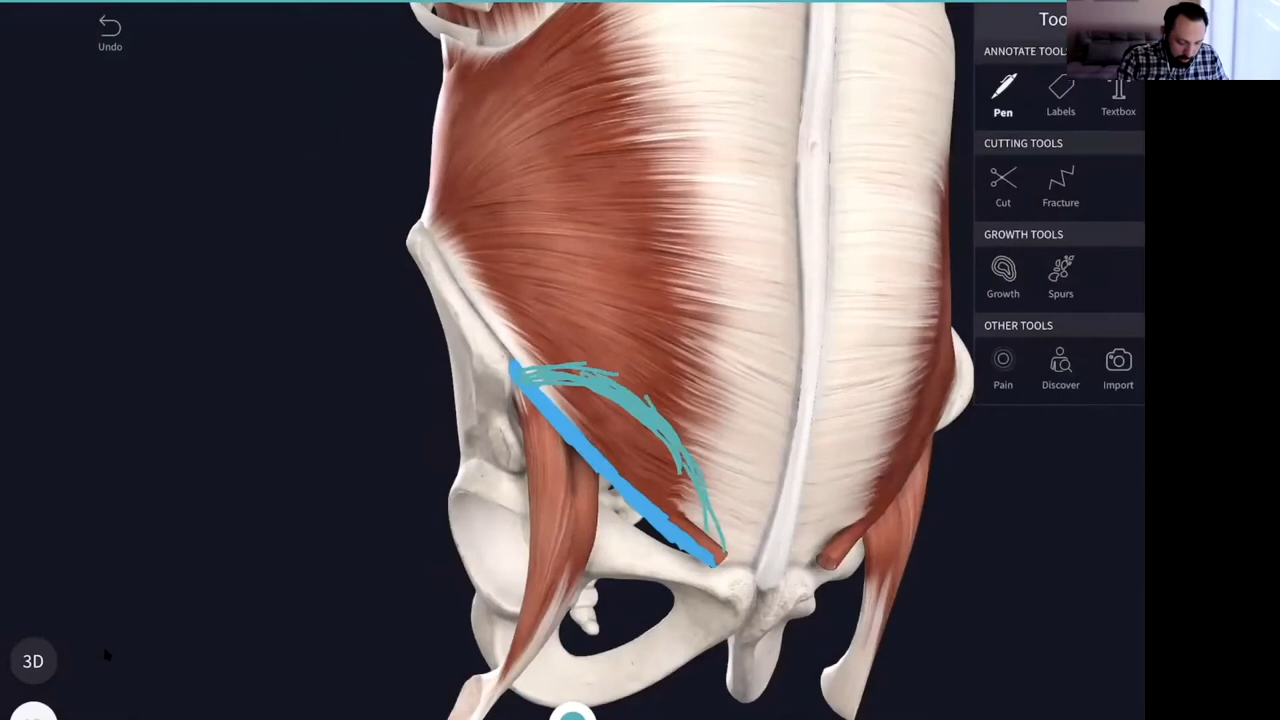 Undo
Too
ANNOTATE TOOLS
Pen
Labels
Textbox
CUTTING TOOLS
Cut
Fracture
GROWTH TOOLS
Growth
Spurs
OTHER TOOLS
Pain
Discover
Import
3D